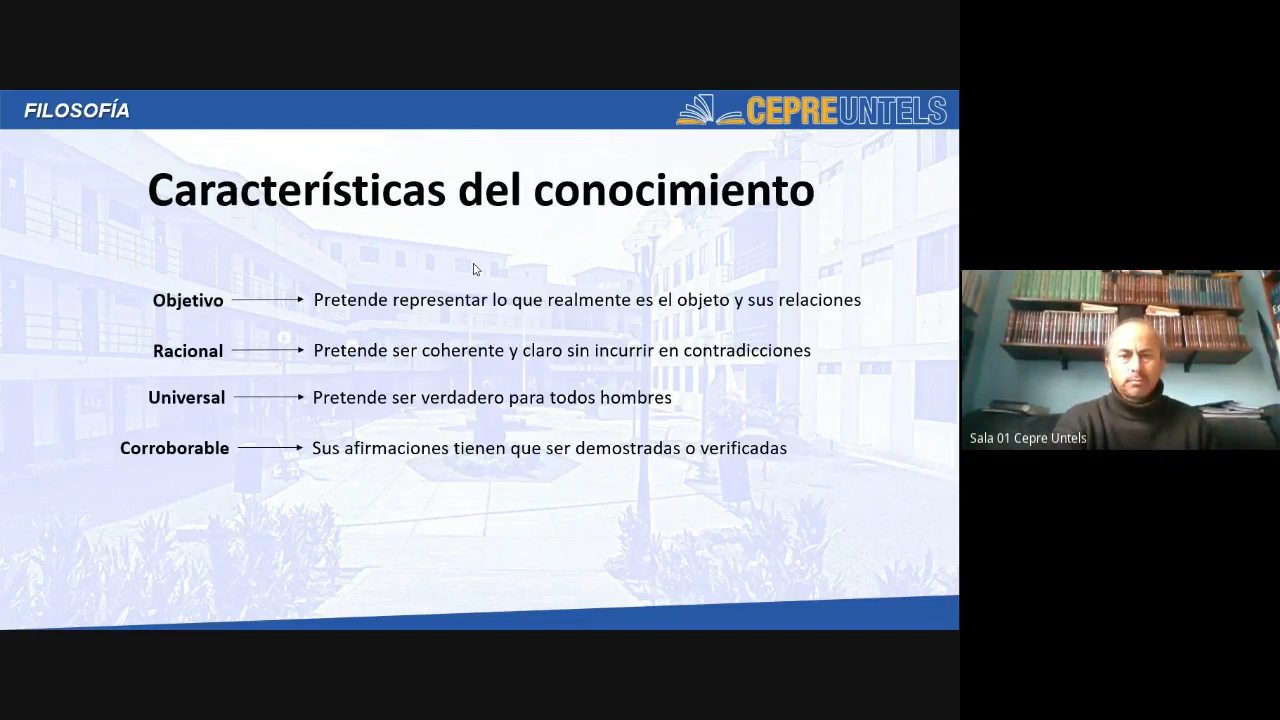 FILOSOFÍA
CEPREUNTELS
Características del conocimiento
Objetivo Pretende representar lo que realmente es el objeto y sus relaciones
Racional Pretende ser coherente y claro sin incurrir en contradicciones
Universal Pretende ser verdadero para todos hombres
Corroborable Sus afirmaciones tienen que ser demostradas o verificadas
Sala 01 Cepre Untels